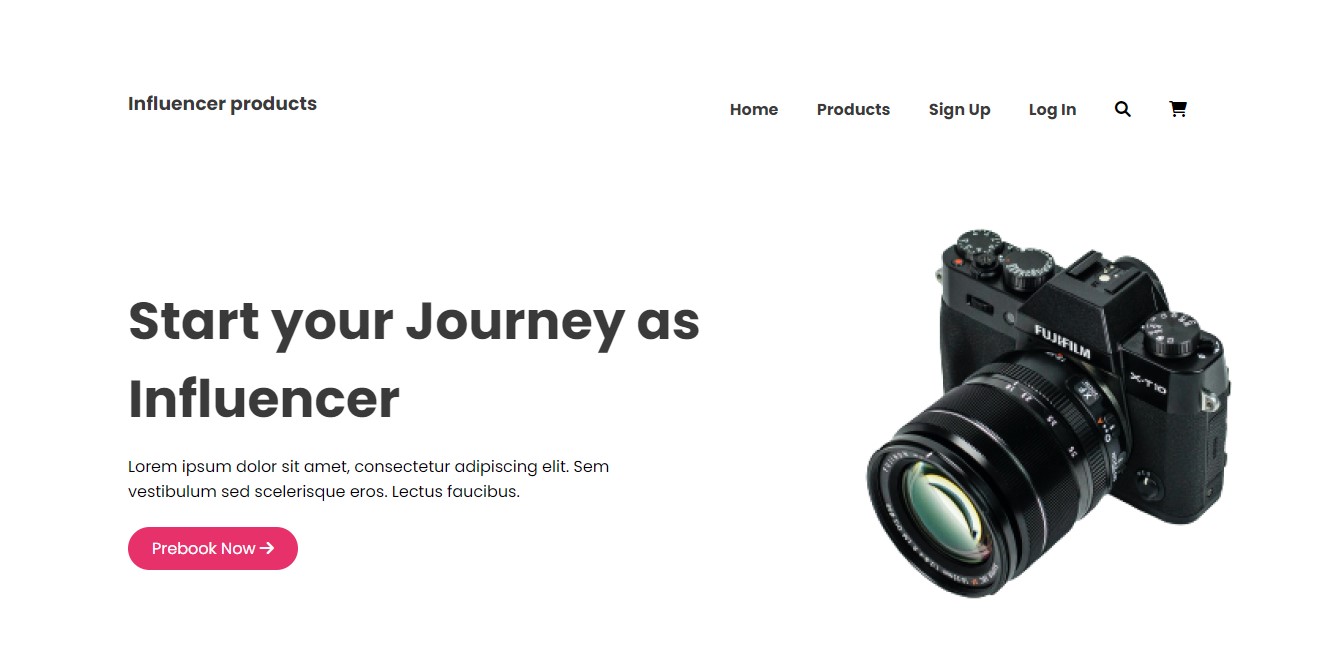 Influencer products
Home Products Sign Up Log In
Start your Journey as
Influencer
Lorem ipsum dolor sit amet, consectetur adipiscing elit. Sem
vestibulum sed scelerisque eros. Lectus faucibus.
Prebook Now
FUJIFILM
X-T10